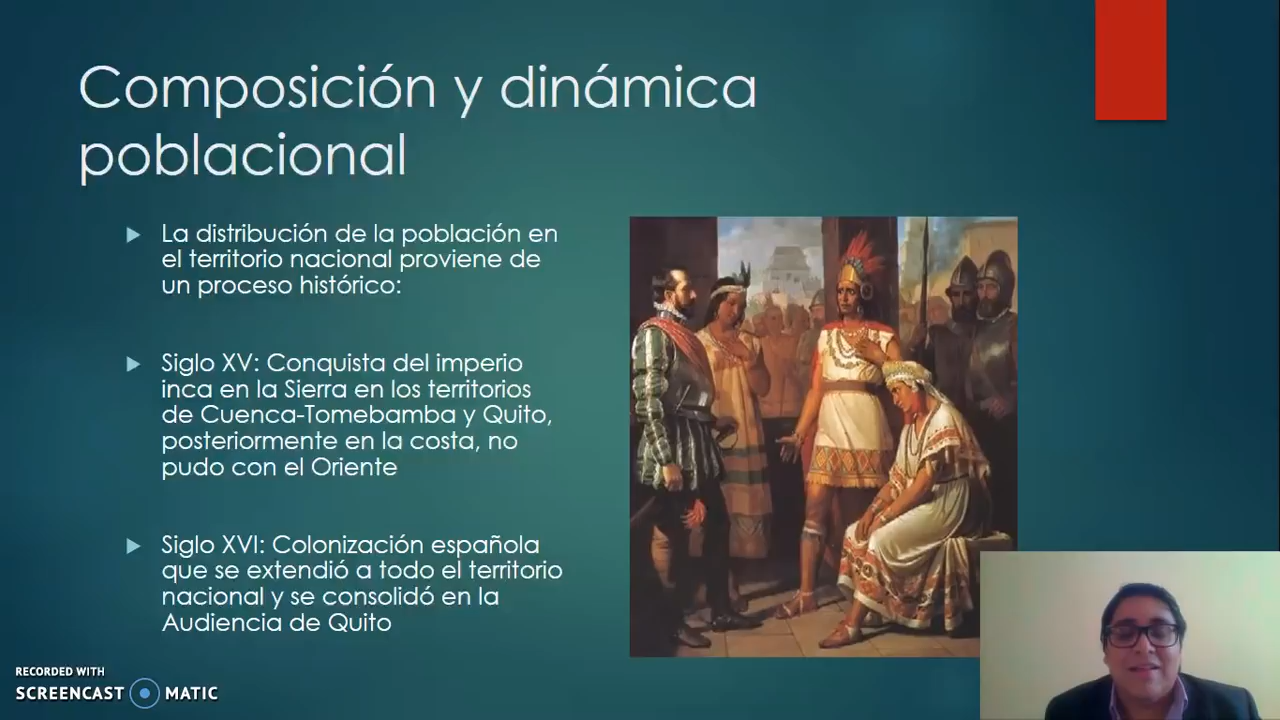 Composición y dinámica
poblacional
La distribución de la población en
el territorio nacional proviene de
un proceso histórico:
Siglo XV: Conquista del imperio
inca en la Sierra en los territorios
de Cuenca-Tomebamba y Quito,
posteriormente en la costa, no
pudo con el Oriente
Siglo XVI: Colonización española
que se extendió a todo el territorio
nacional y se consolidó en la
Audiencia de Quito
RECORDED WITH
SCREENCAST MATIC